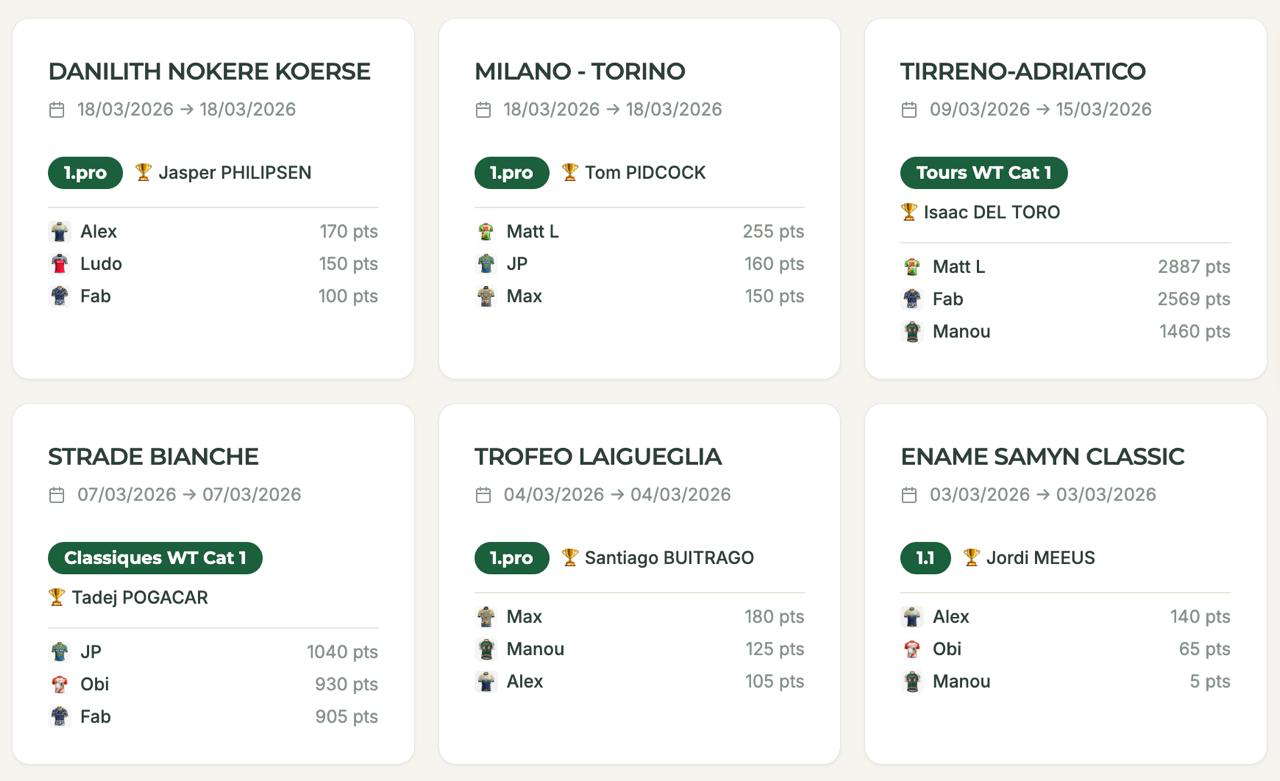 DANILITH NOKERE KOERSE
18/03/2026 → 18/03/2026
1.pro 🏆 Jasper PHILIPSEN
Alex 170 pts
Ludo 150 pts
Fab 100 pts
MILANO - TORINO
18/03/2026 → 18/03/2026
1.pro 🏆 Tom PIDCOCK
Matt L 255 pts
JP 160 pts
Max 150 pts
TIRRENO-ADRIATICO
09/03/2026 → 15/03/2026
Tours WT Cat 1
🏆 Isaac DEL TORO
Matt L 2887 pts
Fab 2569 pts
Manou 1460 pts
STRADE BIANCHE
07/03/2026 → 07/03/2026
Classiques WT Cat 1
🏆 Tadej POGACAR
JP 1040 pts
Obi 930 pts
Fab 905 pts
TROFEO LAIGUEGLIA
04/03/2026 → 04/03/2026
1.pro 🏆 Santiago BUITRAGO
Max 180 pts
Manou 125 pts
Alex 105 pts
ENAME SAMYN CLASSIC
03/03/2026 → 03/03/2026
1.1 🏆 Jordi MEEUS
Alex 140 pts
Obi 65 pts
Manou 5 pts